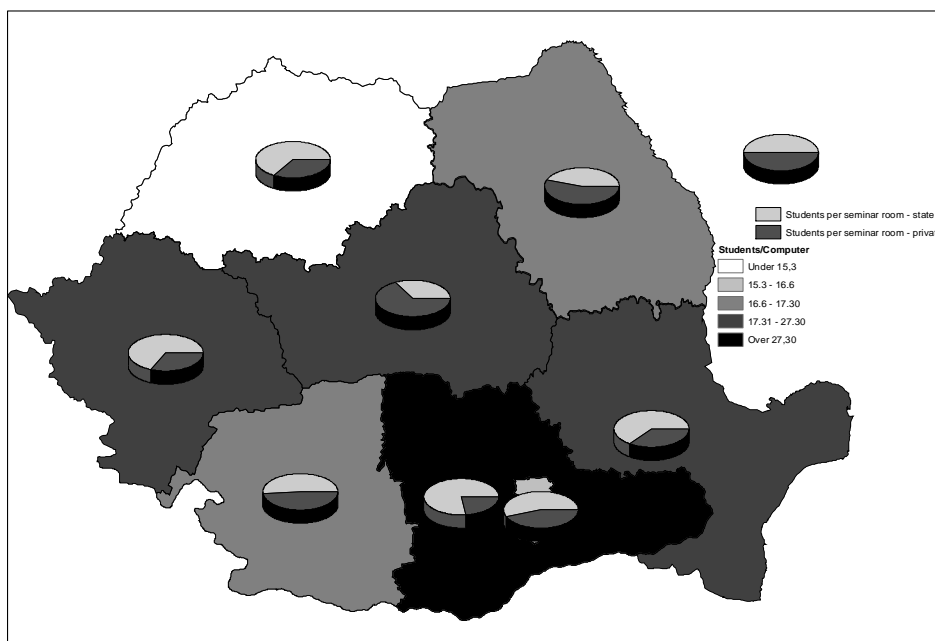 Students per seminar room - state
Students per seminar room - privat
Students/Computer
Under 15,3
15.3 - 16.6
16.6 - 17.30
17.31 - 27.30
Over 27,30